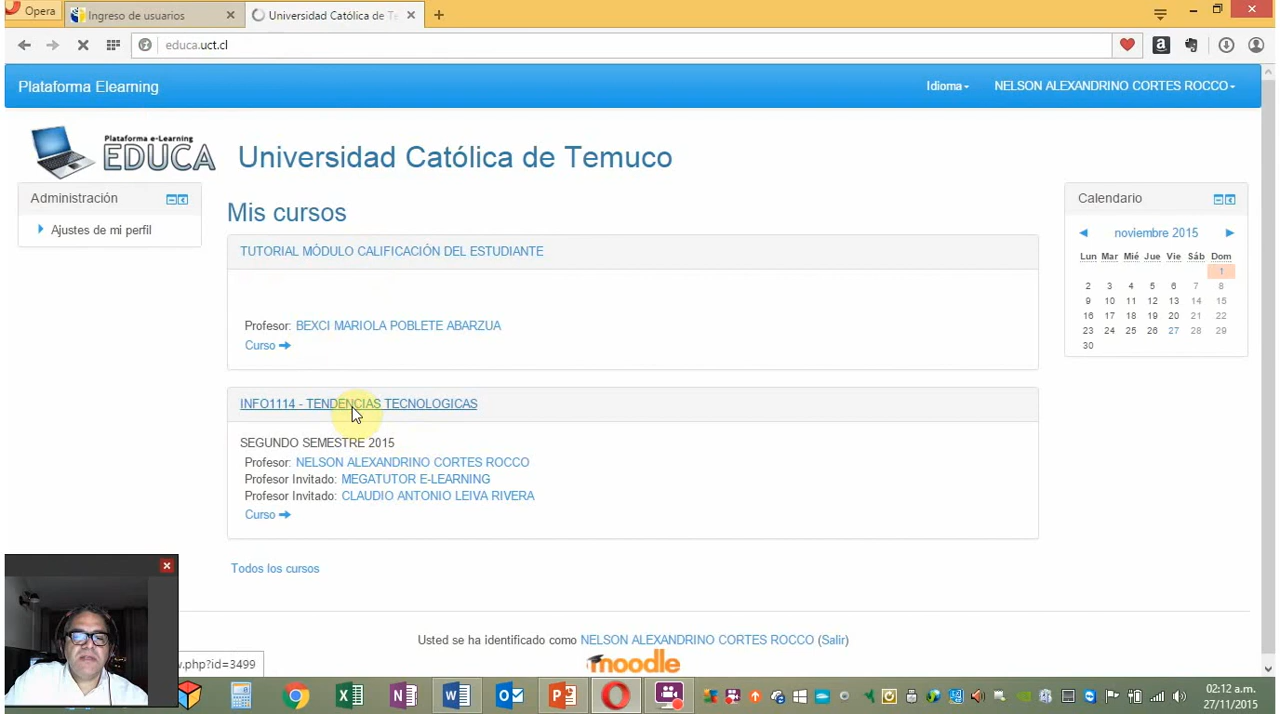 Opera
Ingreso de usuarios
Universidad Católica de Te
educa.uct.cl
Plataforma Elearning
Idioma
NELSON ALEXANDRINO CORTES ROCCO
Plataforma e-Learning
EDUCA
Universidad Católica de Temuco
Administración
Ajustes de mi perfil
Mis cursos
TUTORIAL MÓDULO CALIFICACIÓN DEL ESTUDIANTE
Profesor: BEXCI MARIOLA POBLETE ABARZUA
Curso
INFO1114 - TENDENCIAS TECNOLOGICAS
SEGUNDO SEMESTRE 2015
Profesor: NELSON ALEXANDRINO CORTES ROCCO
Profesor Invitado: MEGATUTOR E-LEARNING
Profesor Invitado: CLAUDIO ANTONIO LEIVA RIVERA
Curso
Todos los cursos
Calendario
noviembre 2015
Lun Mar Mié Jue Vie Sáb Dom
1
2 3 4 5 6 7 8
9 10 11 12 13 14 15
16 17 18 19 20 21 22
23 24 25 26 27 28 29
30
Usted se ha identificado como NELSON ALEXANDRINO CORTES ROCCO (Salir)
moodle
w.php?id=3499
02:12 a.m.
27/11/2015